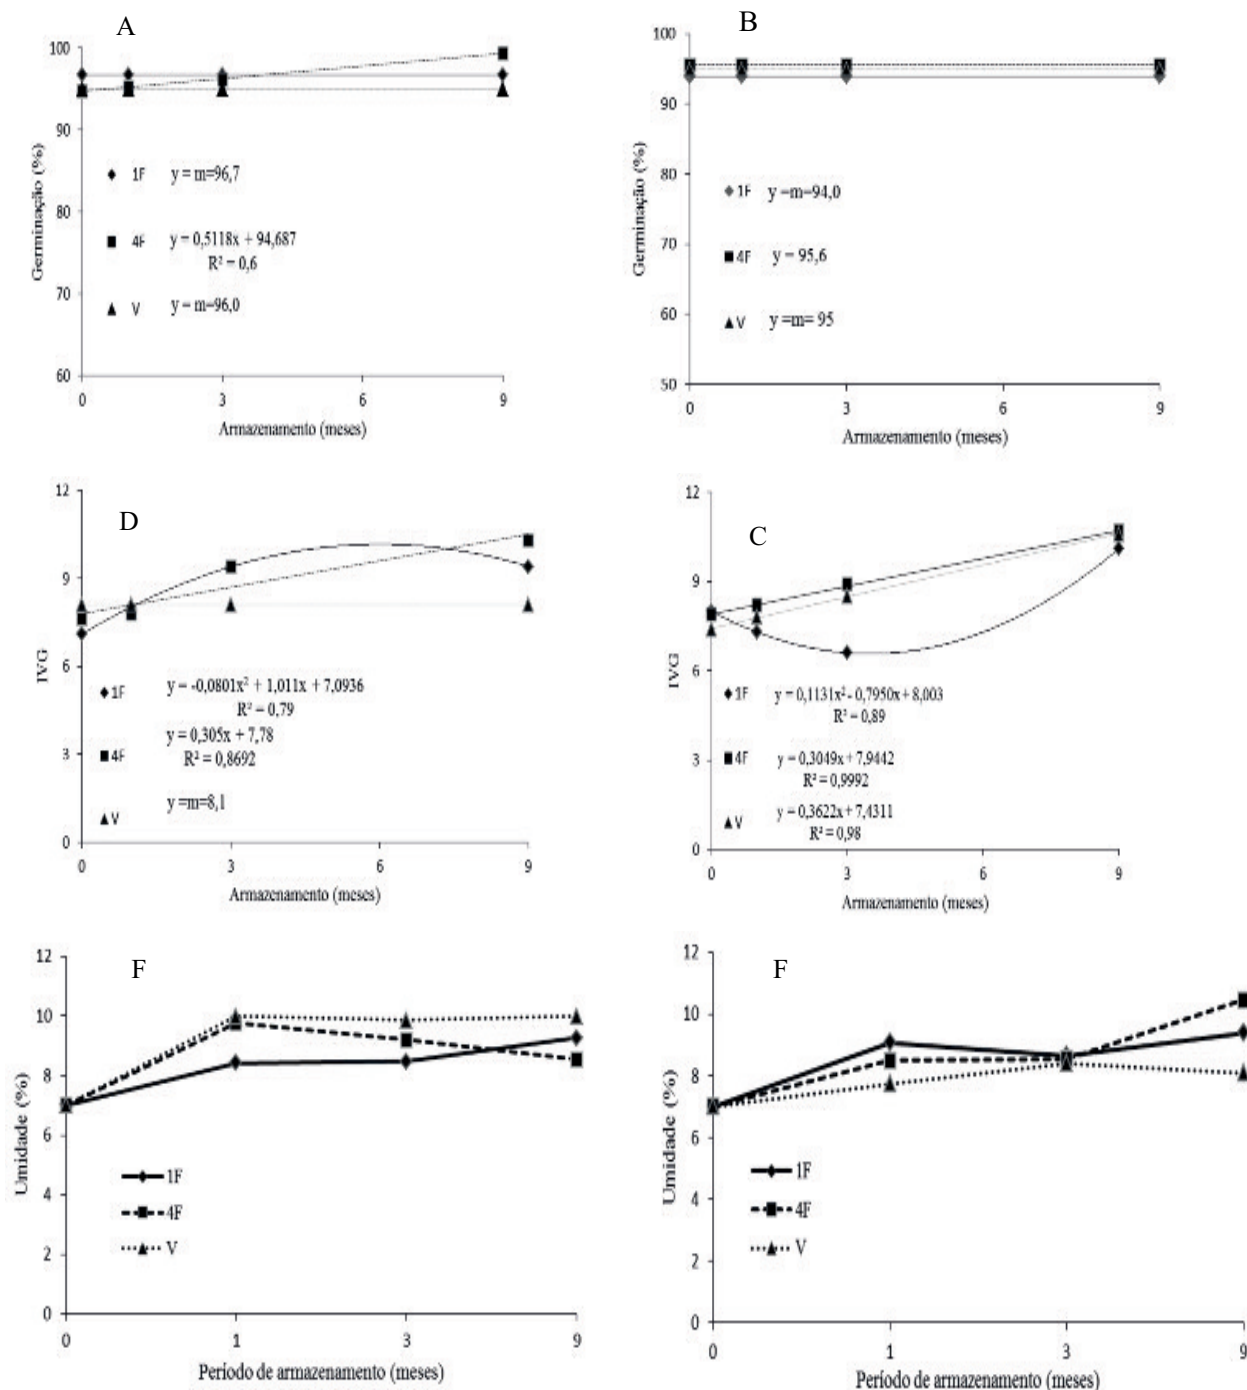 A
100
90
80
70
60
Germinação (%)
1F y = m=96,7
4F y = 0,5118x + 94,687
R² = 0,6
V y = m=96,0
0 3 6 9
Armazenamento (meses)
B
100
90
80
70
60
50
Germinação (%)
1F y =m=94,0
4F y = 95,6
V y =m= 95
0 3 6 9
Armazenamento (meses)
D
12
9
6
3
0
IVG
1F y = -0,0801x² + 1,011x + 7,0936
R² = 0,79
y = 0,305x + 7,78
4F R² = 0,8692
y =m=8,1
V
0 3 6 9
Armazenamento (meses)
C
12
9
6
3
0
IVG
1F y = 0,1131x² - 0,7950x + 8,003
R² = 0,89
4F y = 0,3049x + 7,9442
R² = 0,9992
V y = 0,3622x + 7,4311
R² = 0,98
0 3 6 9
Armazenamento (meses)
F
12
10
8
6
4
2
0
Umidade (%)
1F
4F
V
0 1 3 9
Período de armazenamento (meses)
F
12
10
8
6
4
2
0
Umidade (%)
1F
4F
V
0 1 3 9
Período de armazenamento (meses)